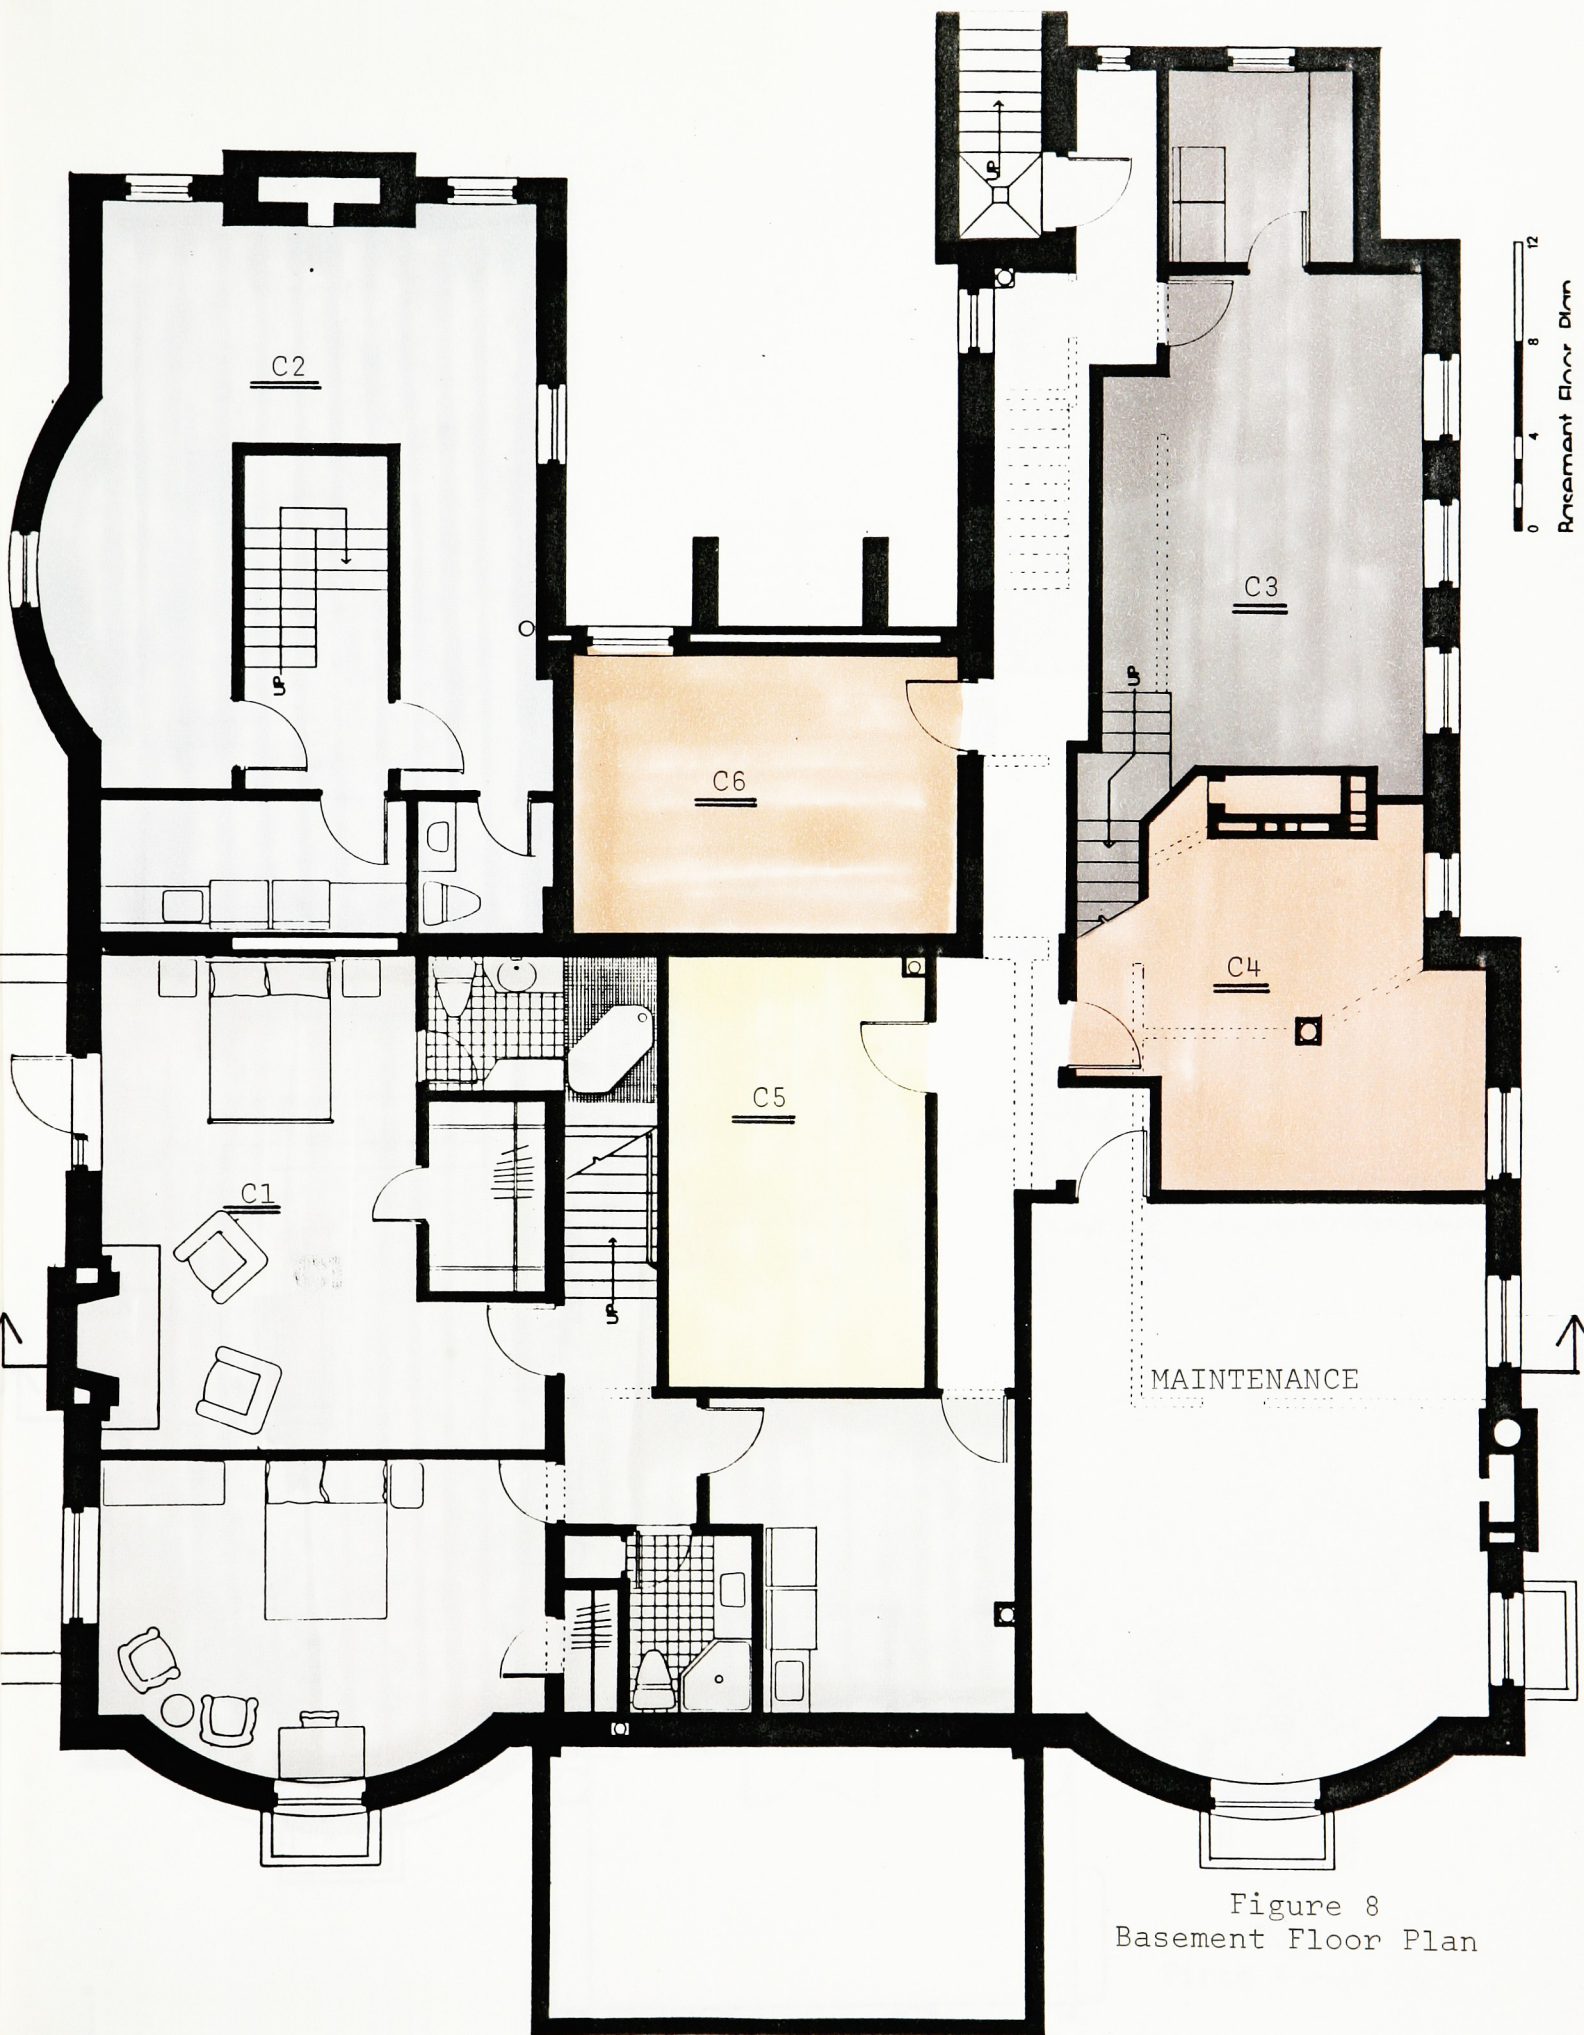 UP
C2
12
8
4
0
Basement Floor Plan
C3
UP
UP
C6
C4
C5
C1
UP
MAINTENANCE
Figure 8
Basement Floor Plan